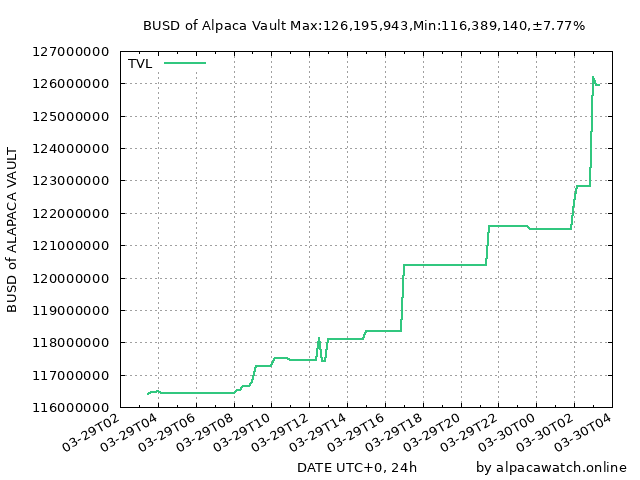 BUSD of Alpaca Vault Max:126,195,943,Min:116,389,140,±7.77%
127000000
126000000
125000000
124000000
123000000
122000000
121000000
120000000
119000000
118000000
117000000
116000000
TVL
BUSD of ALAPACA VAULT
03-29T02
03-29T04
03-29T06
03-29T08
03-29T10
03-29T12
03-29T14
03-29T16
03-29T18
03-29T20
03-29T22
03-30T00
03-30T02
03-30T04
DATE UTC+0, 24h
by alpacawatch.online